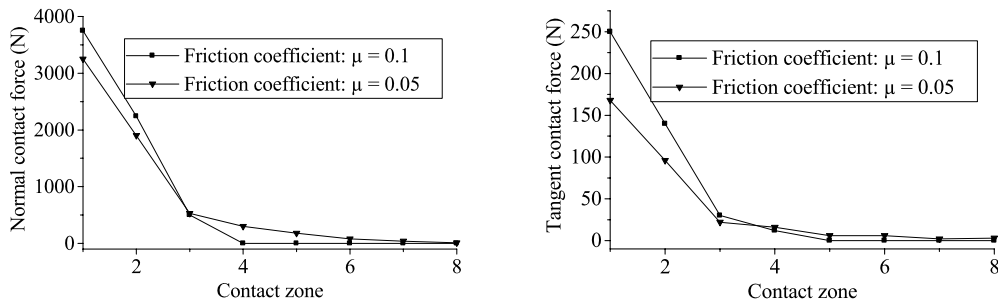 4000
3000
2000
1000
0
Normal contact force (N)
Friction coefficient: μ = 0.1
Friction coefficient: μ = 0.05
2
4
6
8
Contact zone
250
200
150
100
50
0
Tangent contact force (N)
Friction coefficient: μ = 0.1
Friction coefficient: μ = 0.05
2
4
6
8
Contact zone